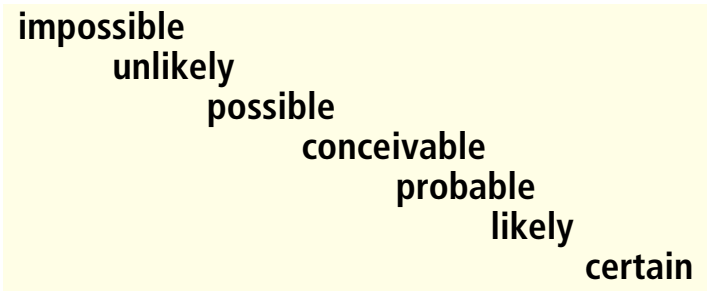 impossible
unlikely
possible
conceivable
probable
likely
certain